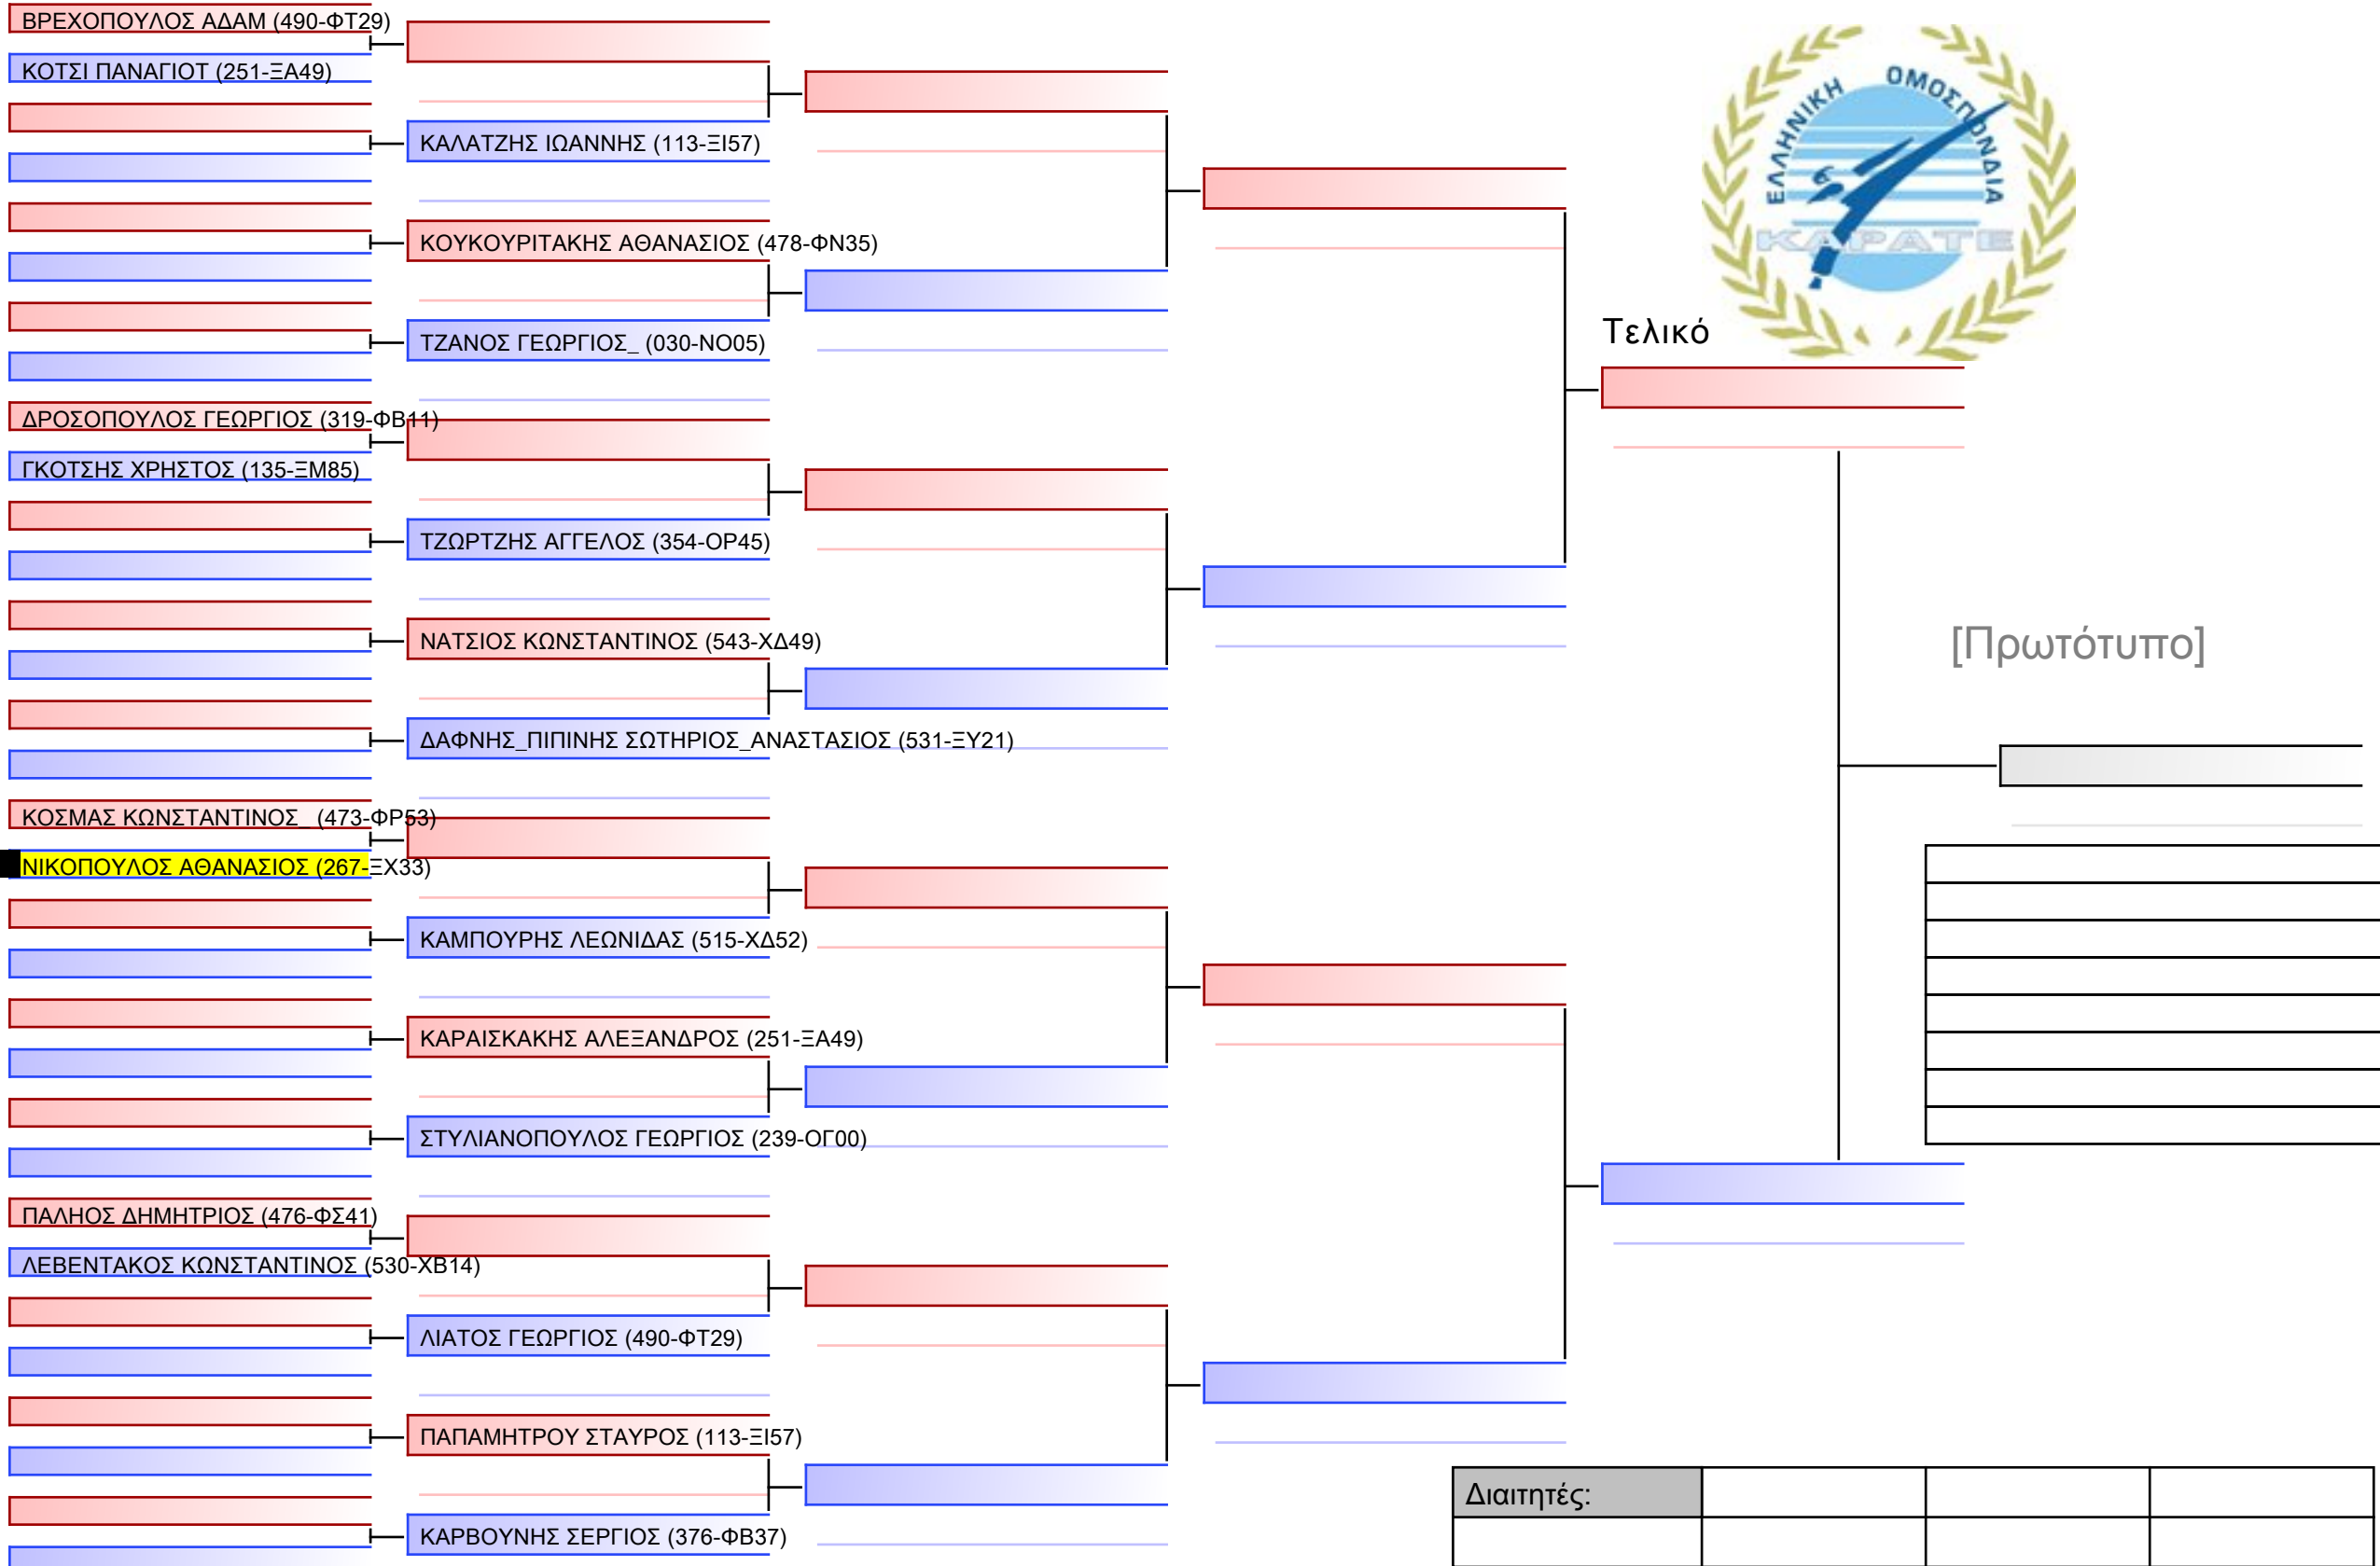 ΒΡΕΧΟΠΟΥΛΟΣ ΑΔΑΜ (490-ΦΤ29)
ΚΟΤΣΙ ΠΑΝΑΓΙΟΤ (251-ΞΑ49)
ΚΑΛΑΤΖΗΣ ΙΩΑΝΝΗΣ (113-ΞΙ57)
ΚΟΥΚΟΥΡΙΤΑΚΗΣ ΑΘΑΝΑΣΙΟΣ (478-ΦΝ35)
ΤΖΑΝΟΣ ΓΕΩΡΓΙΟΣ_ (030-ΝΟ05)
ΔΡΟΣΟΠΟΥΛΟΣ ΓΕΩΡΓΙΟΣ (319-ΦΒ11)
ΓΚΟΤΣΗΣ ΧΡΗΣΤΟΣ (135-ΞΜ85)
ΤΖΩΡΤΖΗΣ ΑΓΓΕΛΟΣ (354-ΟΡ45)
ΝΑΤΣΙΟΣ ΚΩΝΣΤΑΝΤΙΝΟΣ (543-ΧΔ49)
ΔΑΦΝΗΣ_ΠΙΠΙΝΗΣ ΣΩΤΗΡΙΟΣ_ΑΝΑΣΤΑΣΙΟΣ (531-ΞΥ21)
ΚΟΣΜΑΣ ΚΩΝΣΤΑΝΤΙΝΟΣ_ (473-ΦΡ53)
ΝΙΚΟΠΟΥΛΟΣ ΑΘΑΝΑΣΙΟΣ (267-ΞΧ33)
ΚΑΜΠΟΥΡΗΣ ΛΕΩΝΙΔΑΣ (515-ΧΔ52)
ΚΑΡΑΙΣΚΑΚΗΣ ΑΛΕΞΑΝΔΡΟΣ (251-ΞΑ49)
ΣΤΥΛΙΑΝΟΠΟΥΛΟΣ ΓΕΩΡΓΙΟΣ (239-ΟΓ00)
ΠΑΛΗΟΣ ΔΗΜΗΤΡΙΟΣ (476-ΦΣ41)
ΛΕΒΕΝΤΑΚΟΣ ΚΩΝΣΤΑΝΤΙΝΟΣ (530-ΧΒ14)
ΛΙΑΤΟΣ ΓΕΩΡΓΙΟΣ (490-ΦΤ29)
ΠΑΠΑΜΗΤΡΟΥ ΣΤΑΥΡΟΣ (113-ΞΙ57)
ΚΑΡΒΟΥΝΗΣ ΣΕΡΓΙΟΣ (376-ΦΒ37)
ΕΛΛΗΝΙΚΗ ΟΜΟΣΠΟΝΔΙΑ
ΚΑΡΑΤΕ
Τελικό
[Πρωτότυπο]
Διαιτητές: